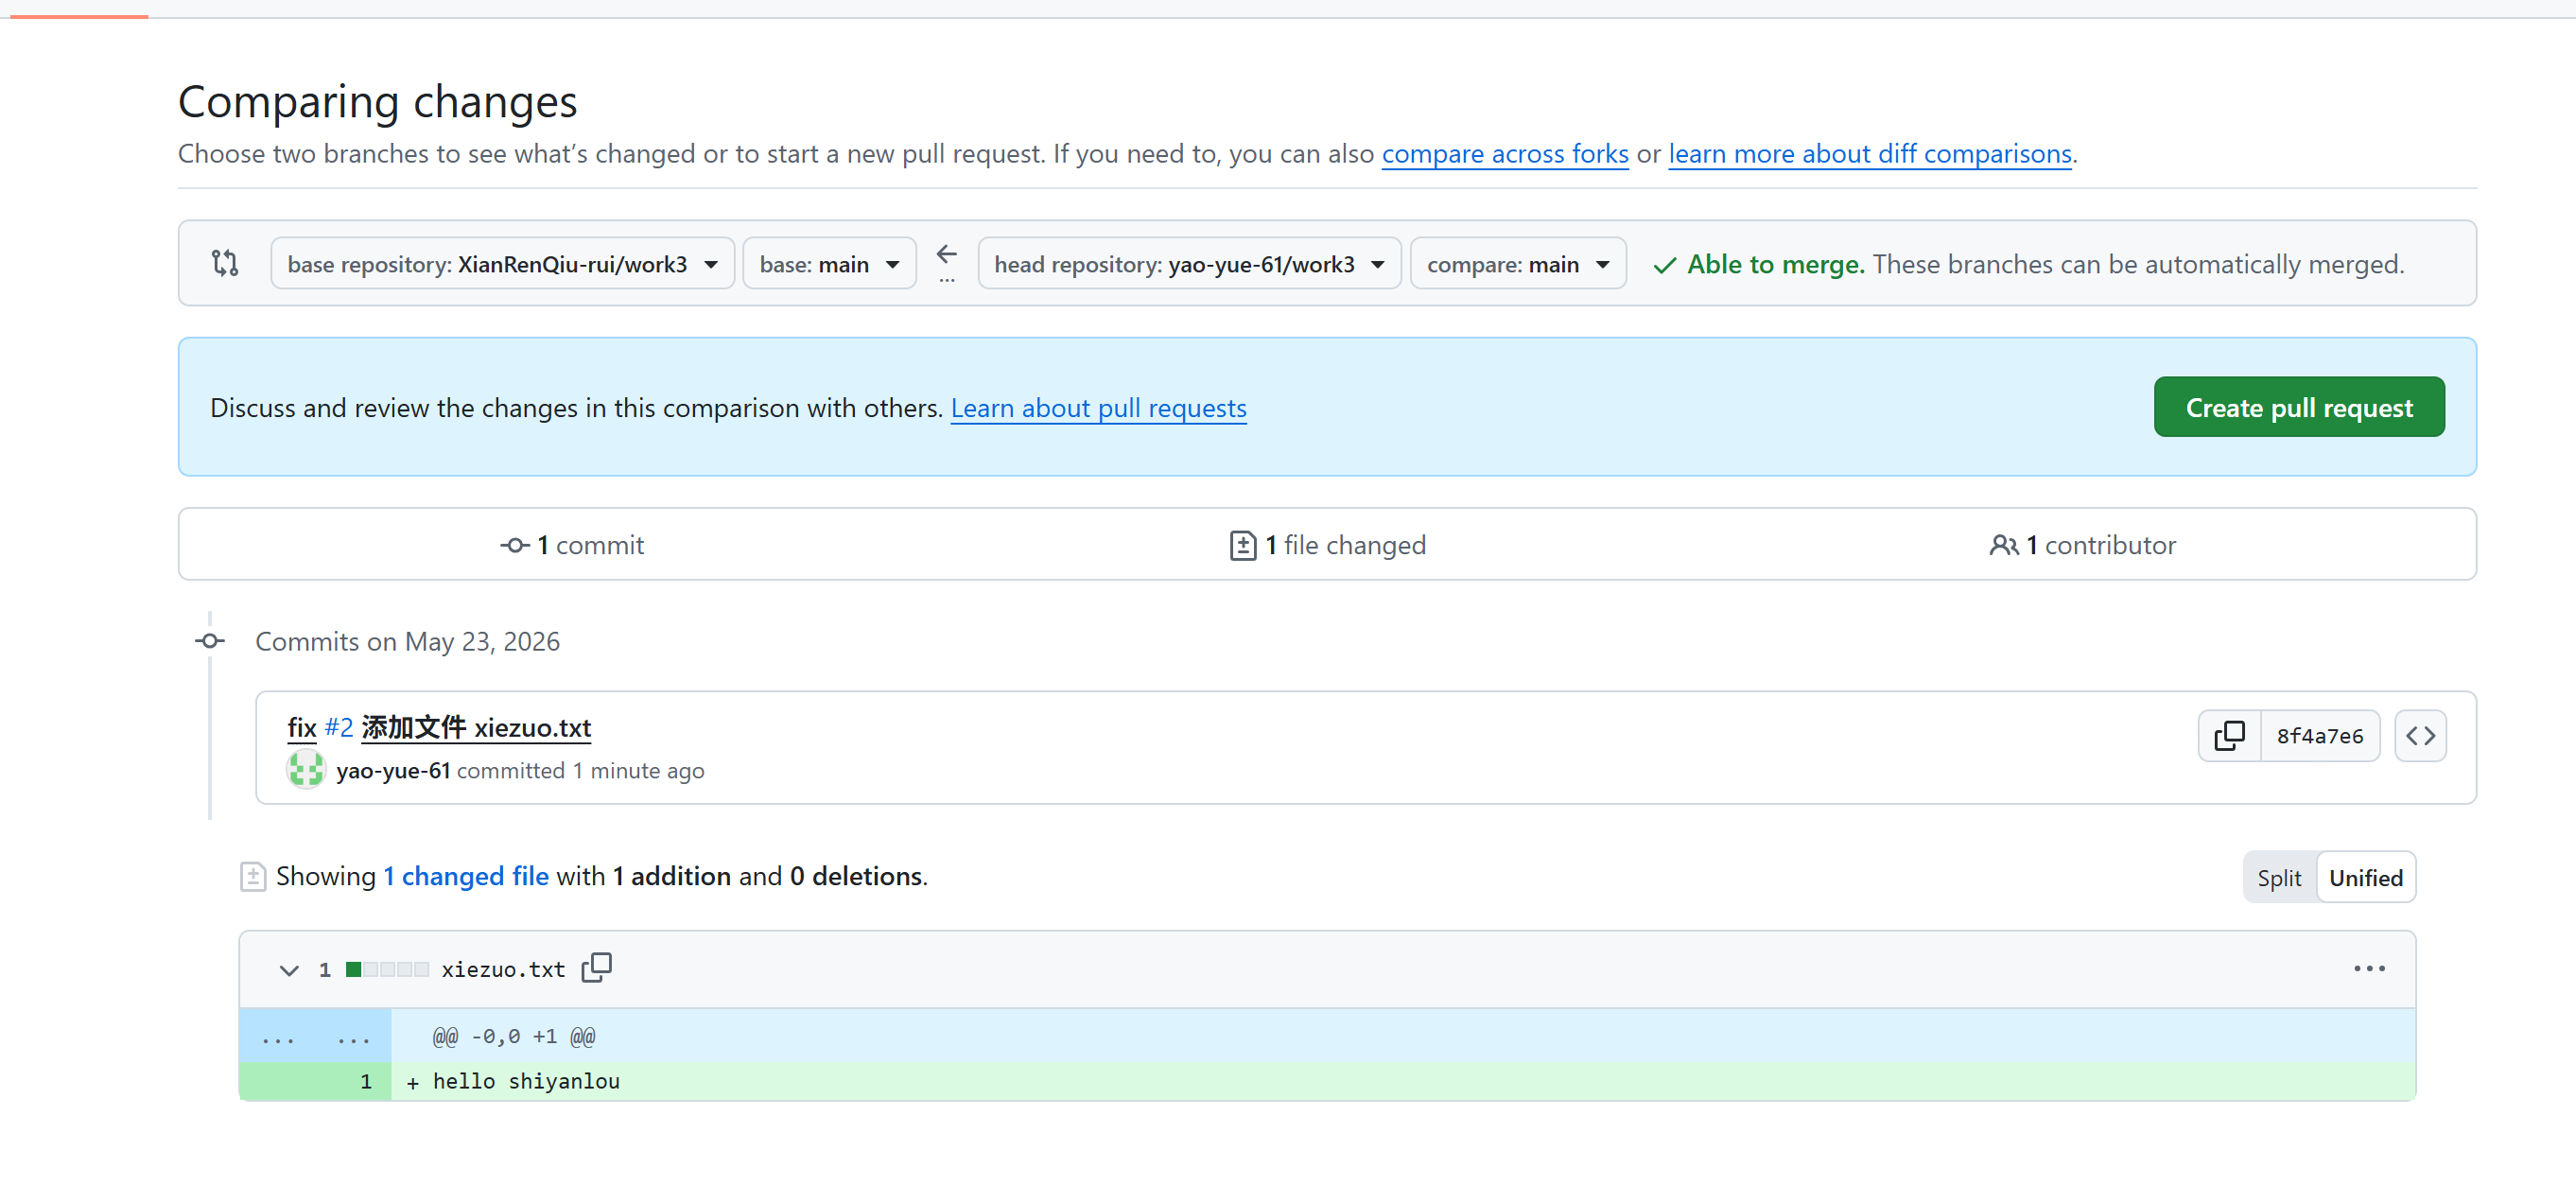 Comparing changes
Choose two branches to see what’s changed or to start a new pull request. If you need to, you can also compare across forks or learn more about diff comparisons.
base repository: XianRenQiu-rui/work3 base: main ... head repository: yao-yue-61/work3 compare: main Able to merge. These branches can be automatically merged.
Discuss and review the changes in this comparison with others. Learn about pull requests Create pull request
1 commit 1 file changed 1 contributor
Commits on May 23, 2026
fix #2 添加文件 xiezuo.txt
8f4a7e6
yao-yue-61 committed 1 minute ago
Showing 1 changed file with 1 addition and 0 deletions. Split Unified
1 xiezuo.txt
... ... @@ -0,0 +1 @@
1 + hello shiyanlou